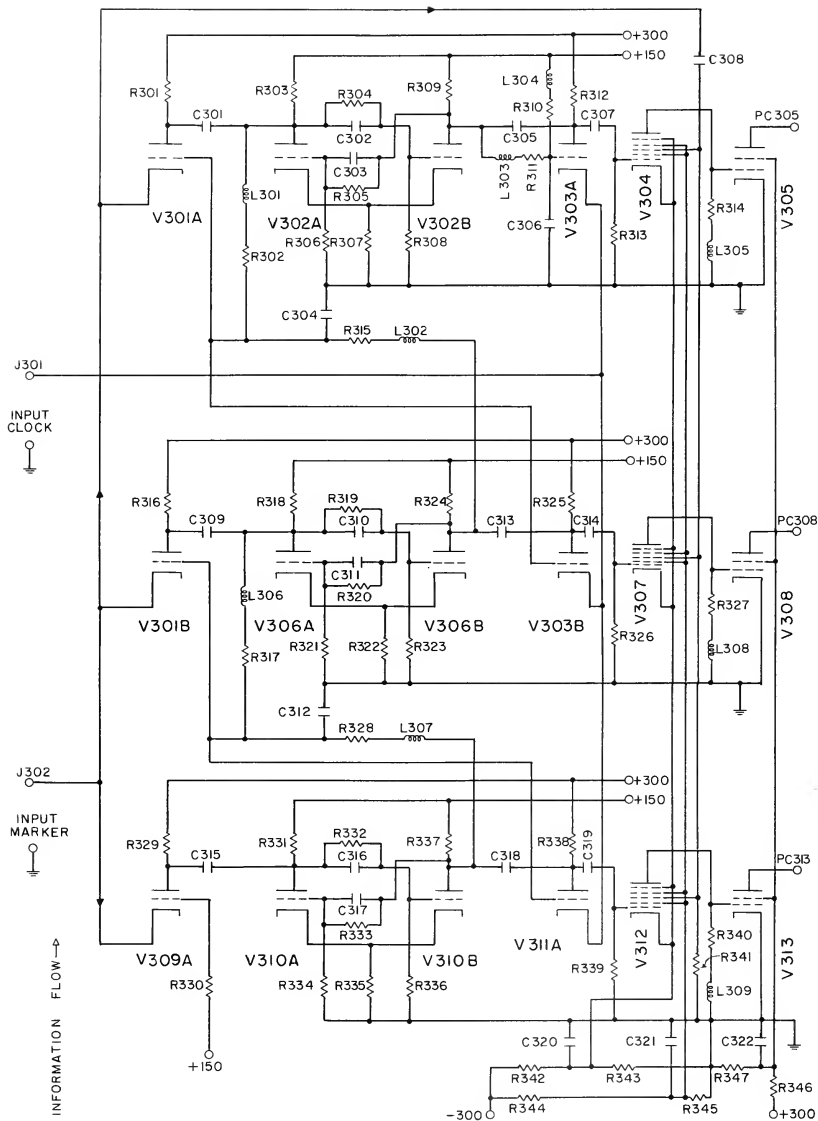 +300
+150
C308
R301
R303
R304
R309
L304
R312
R310
C301
C302
C305
C307
PC305
C303
L303
R311
R305
L301
V301A
V302A
V302B
V303A
V304
V305
R302
R306
R307
R308
C306
R313
R314
L305
C304
R315
L302
J301
INPUT
CLOCK
+300
+150
R316
R318
R319
R324
R325
C309
C310
C313
C314
PC308
C311
R320
L306
V301B
V306A
V306B
V303B
V307
V308
R317
R321
R322
R323
R326
R327
L308
C312
R328
L307
J302
INPUT
MARKER
+300
+150
R329
R331
R332
R337
R338
C319
C315
C316
C318
PC313
C317
R333
V309A
V310A
V310B
V311A
V312
V313
R330
R334
R335
R336
R339
R340
R341
L309
+150
C320
C321
C322
R342
R343
R347
R346
R344
R345
-300
+300
INFORMATION FLOW→